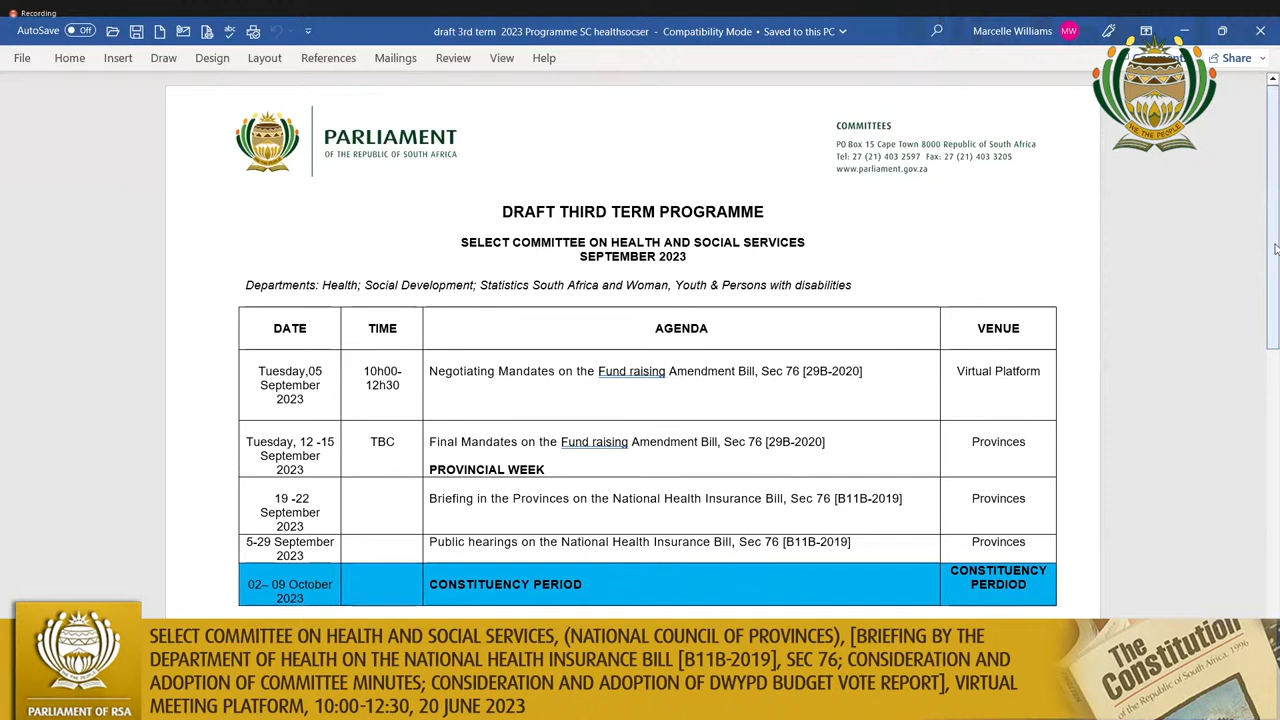 Recording
AutoSave Off
draft 3rd term 2023 Programme SC healthsocser - Compatibility Mode • Saved to this PC
Marcelle Williams MW
File Home Insert Draw Design Layout References Mailings Review View Help
Share
WE, THE PEOPLE
PARLIAMENT
OF THE REPUBLIC OF SOUTH AFRICA
COMMITTEES
PO Box 15 Cape Town 8000 Republic of South Africa
Tel: 27 (21) 403 2597 Fax: 27 (21) 403 3205
www.parliament.gov.za
DRAFT THIRD TERM PROGRAMME
SELECT COMMITTEE ON HEALTH AND SOCIAL SERVICES
SEPTEMBER 2023
Departments: Health; Social Development; Statistics South Africa and Woman, Youth & Persons with disabilities
DATE TIME AGENDA VENUE
Tuesday,05 10h00- Negotiating Mandates on the Fund raising Amendment Bill, Sec 76 [29B-2020] Virtual Platform
September 12h30
2023
Tuesday, 12 -15 TBC Final Mandates on the Fund raising Amendment Bill, Sec 76 [29B-2020] Provinces
September
2023 PROVINCIAL WEEK
19 -22 Briefing in the Provinces on the National Health Insurance Bill, Sec 76 [B11B-2019] Provinces
September
2023
5-29 September Public hearings on the National Health Insurance Bill, Sec 76 [B11B-2019] Provinces
2023
02– 09 October CONSTITUENCY PERIOD CONSTITUENCY
2023 PERDIOD
SELECT COMMITTEE ON HEALTH AND SOCIAL SERVICES, (NATIONAL COUNCIL OF PROVINCES), [BRIEFING BY THE
DEPARTMENT OF HEALTH ON THE NATIONAL HEALTH INSURANCE BILL [B11B-2019], SEC 76; CONSIDERATION AND
ADOPTION OF COMMITTEE MINUTES; CONSIDERATION AND ADOPTION OF DWYPD BUDGET VOTE REPORT], VIRTUAL
MEETING PLATFORM, 10:00-12:30, 20 JUNE 2023
PARLIAMENT OF RSA
The
Constitution
of the Republic of South Africa, 1996